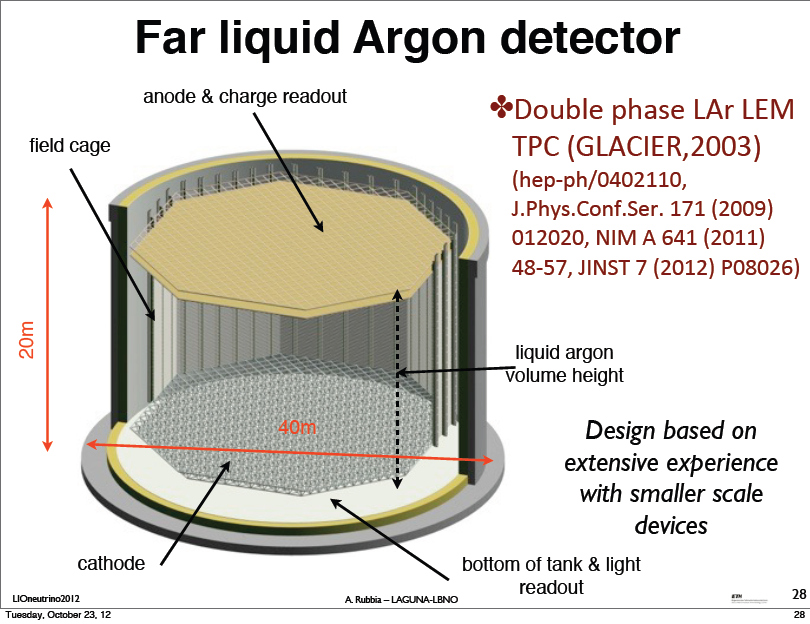 Far liquid Argon detector
anode & charge readout
field cage
✤Double phase LAr LEM
TPC (GLACIER,2003)
(hep-ph/0402110,
J.Phys.Conf.Ser. 171 (2009)
012020, NIM A 641 (2011)
48-57, JINST 7 (2012) P08026)
20m
liquid argon
volume height
40m
Design based on
extensive experience
with smaller scale
devices
cathode
bottom of tank & light
readout
LIOneutrino2012
A. Rubbia – LAGUNA-LBNO
ETH
28
Tuesday, October 23, 12
28